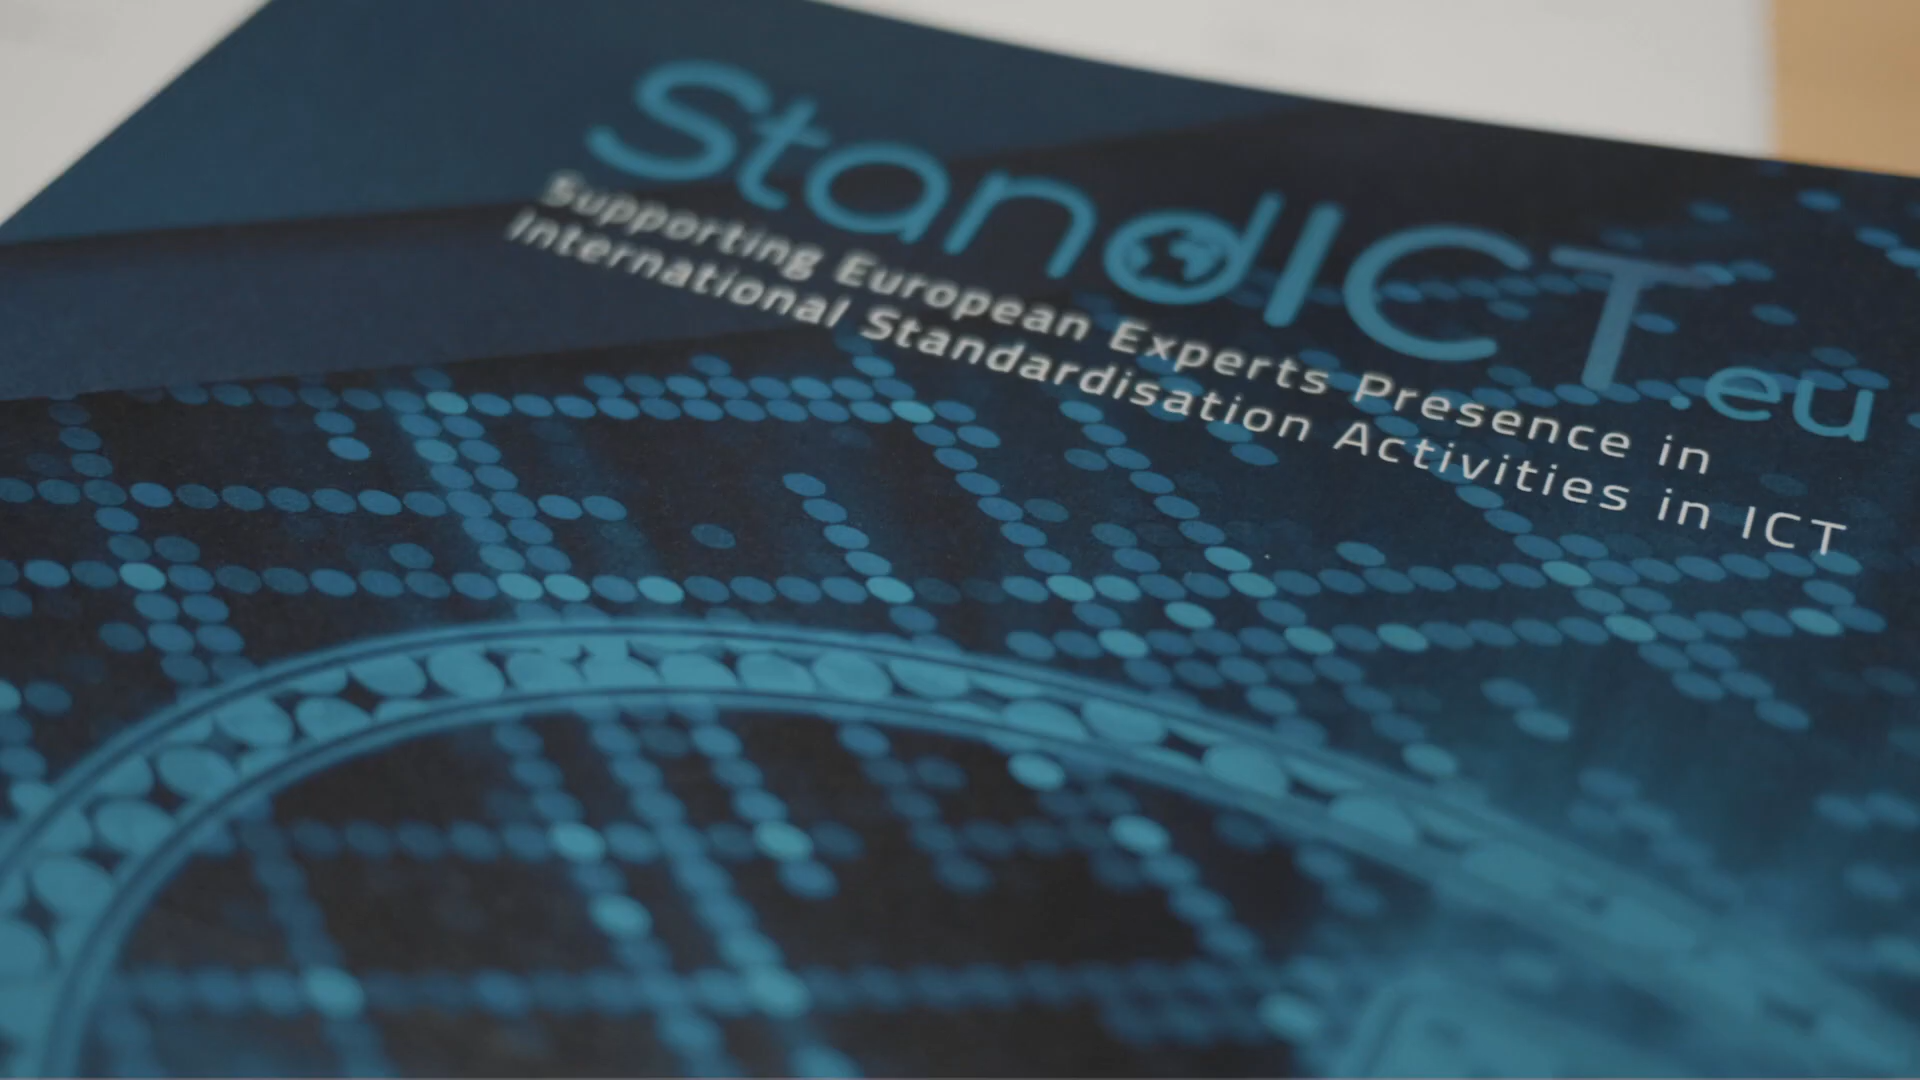 StandICT.eu
Supporting European Experts Presence in
International Standardisation Activities in ICT